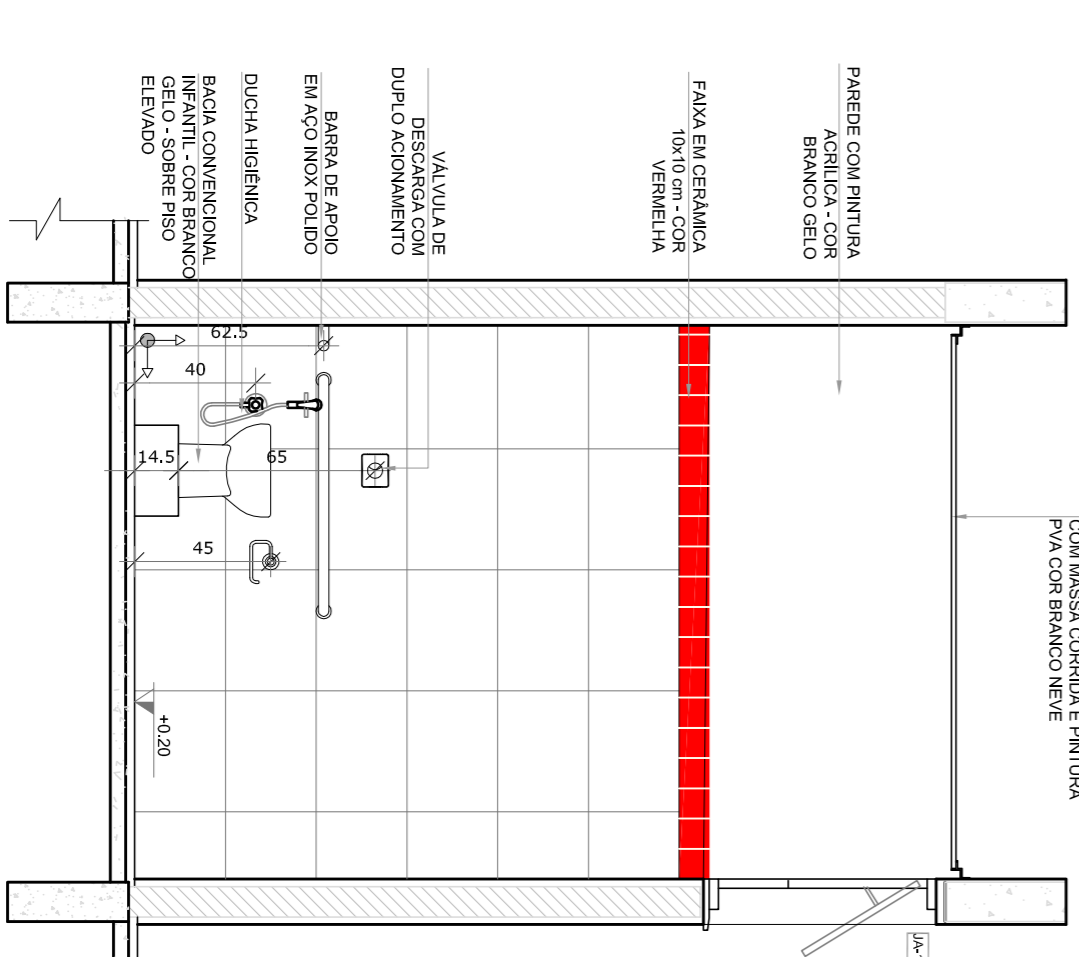 BACIA CONVENCIONAL
INFANTIL - COR BRANCO
GELO - SOBRE PISO
ELEVADO
DUCHA HIGIÊNICA
BARRA DE APOIO
EM AÇO INOX POLIDO
VÁLVULA DE
DESCARGA COM
DUPLO ACIONAMENTO
FAIXA EM CERÂMICA
10x10 cm - COR
VERMELHA
PAREDE COM PINTURA
ACRÍLICA - COR
BRANCO GELO
COM MASSA CORRIDA E PINTURA
PVA COR BRANCO NEVE
62.5
40
14.5
65
45
+0.20